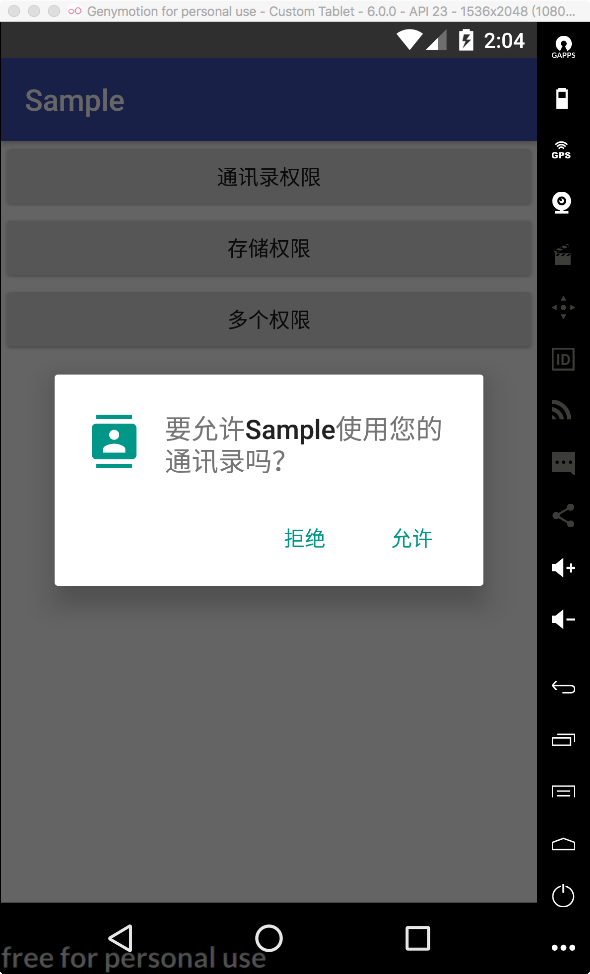 Genymotion for personal use - Custom Tablet - 6.0.0 - API 23 - 1536x2048 (1080...
2:04
GAPPS
Sample
GPS
通讯录权限
存储权限
多个权限
ID
要允许Sample使用您的
通讯录吗?
拒绝 允许
free for personal use